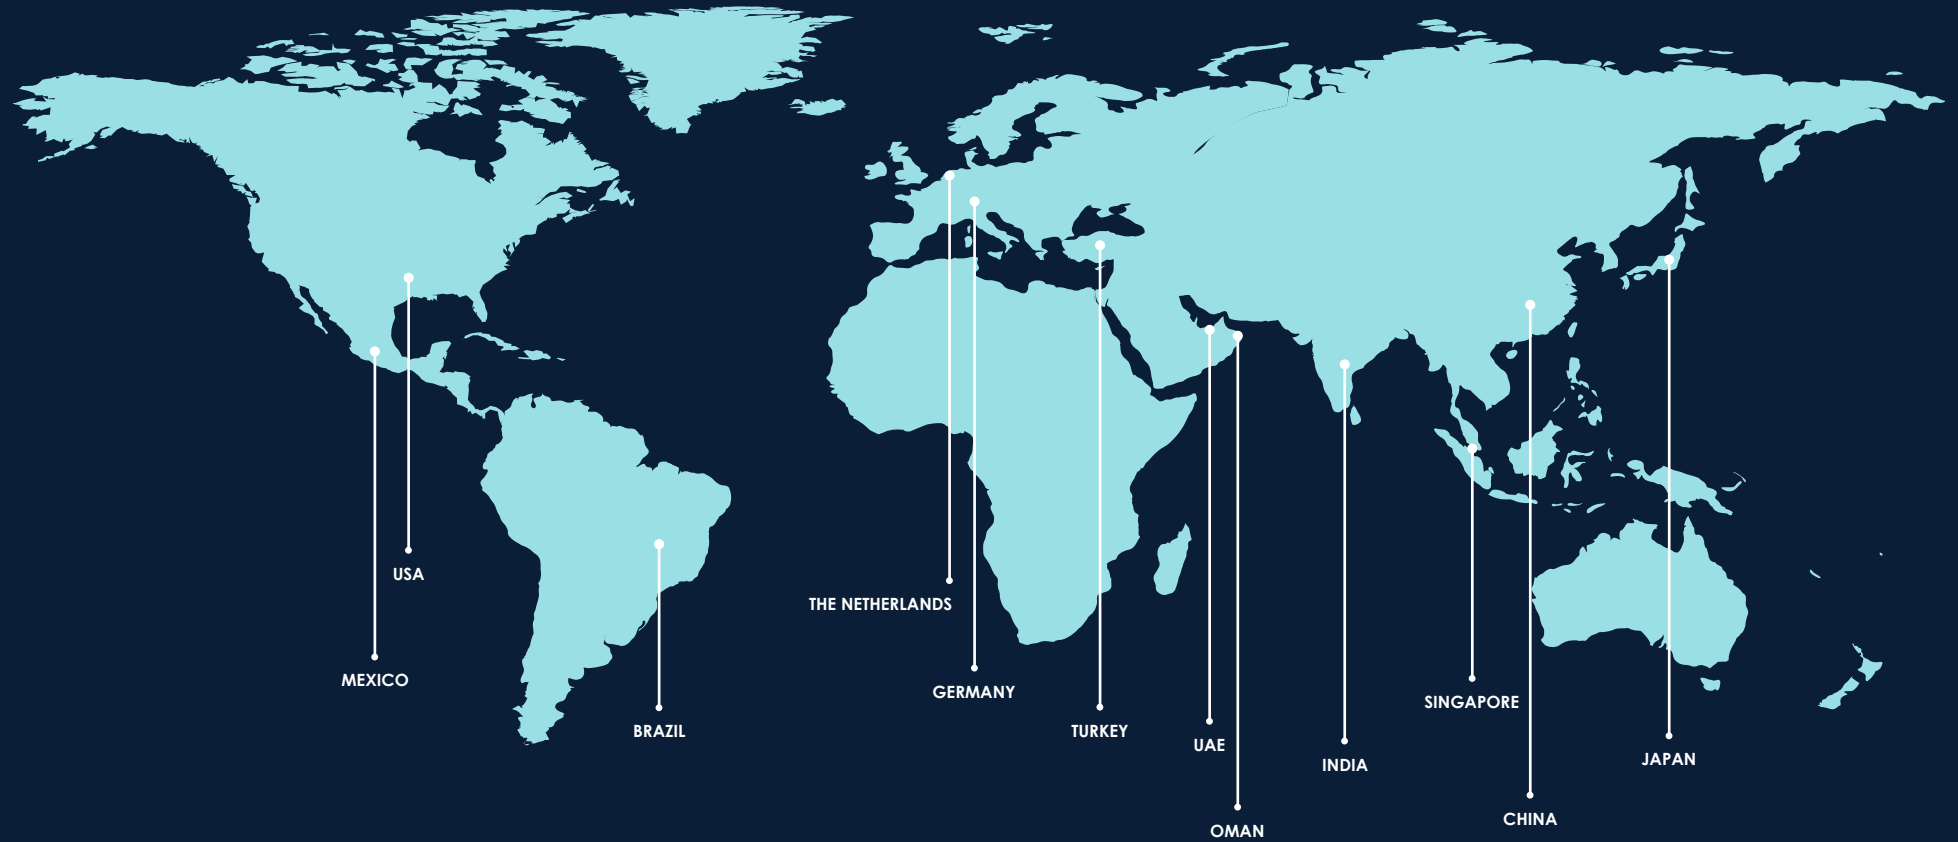 USA
THE NETHERLANDS
MEXICO
GERMANY
SINGAPORE
BRAZIL
TURKEY
UAE
JAPAN
INDIA
CHINA
OMAN